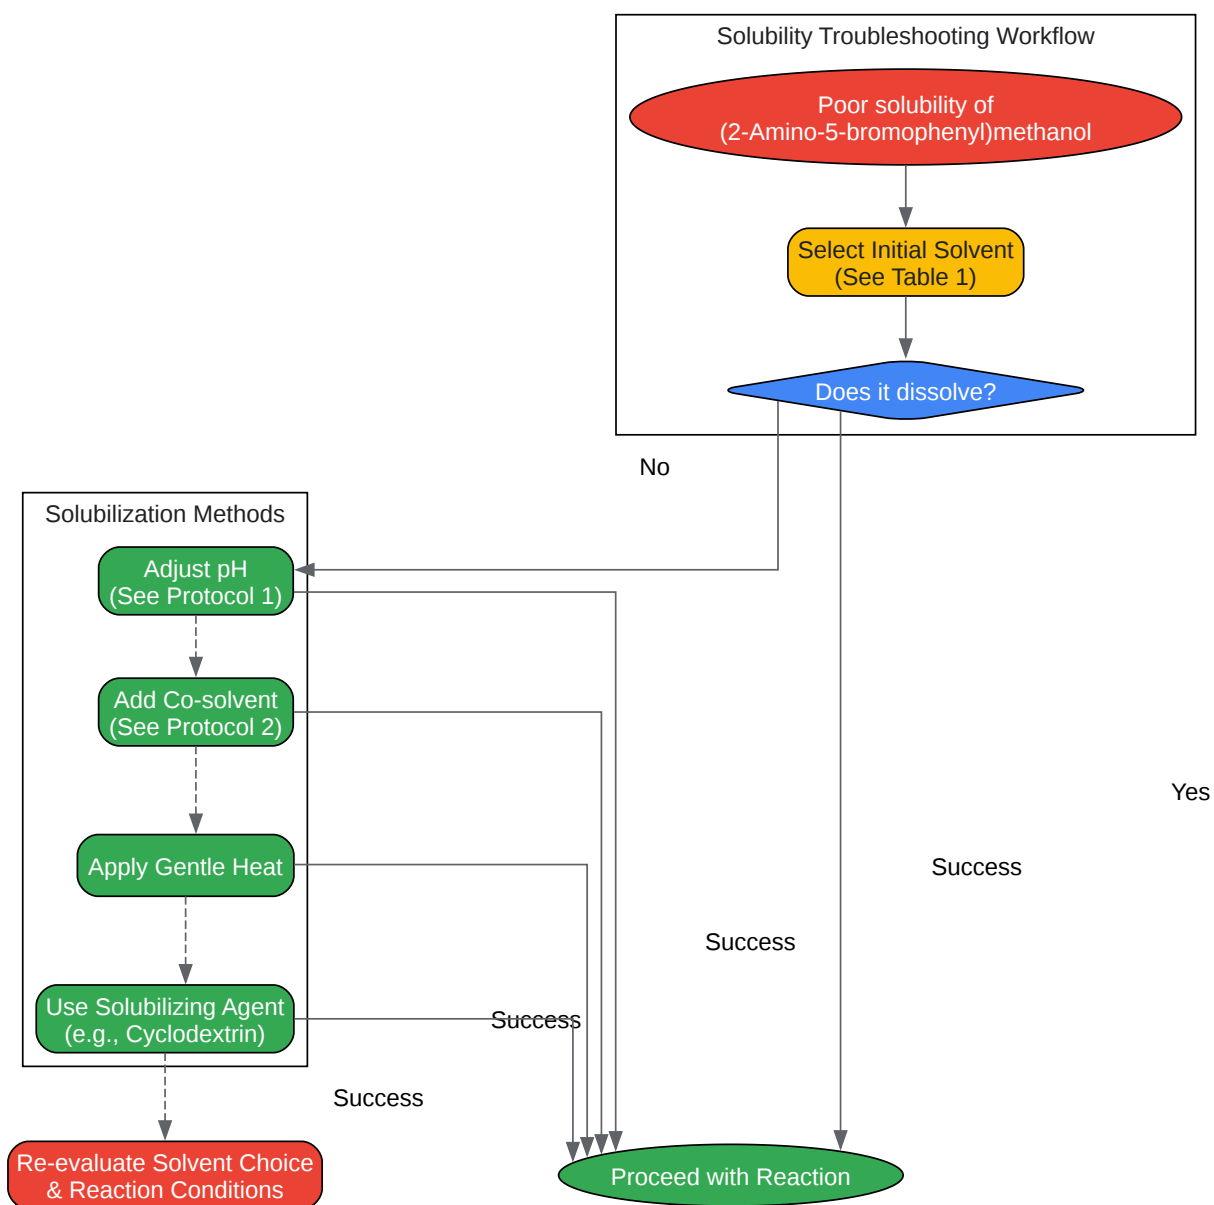 Solubility Troubleshooting Workflow
Poor solubility of
(2-Amino-5-bromophenyl)methanol
Select Initial Solvent
(See Table 1)
Does it dissolve?
No
Solubilization Methods
Adjust pH
(See Protocol 1)
Add Co-solvent
(See Protocol 2)
Yes
Apply Gentle Heat
Success
Success
Use Solubilizing Agent
(e.g., Cyclodextrin)
Success
Success
Re-evaluate Solvent Choice
& Reaction Conditions
Proceed with Reaction